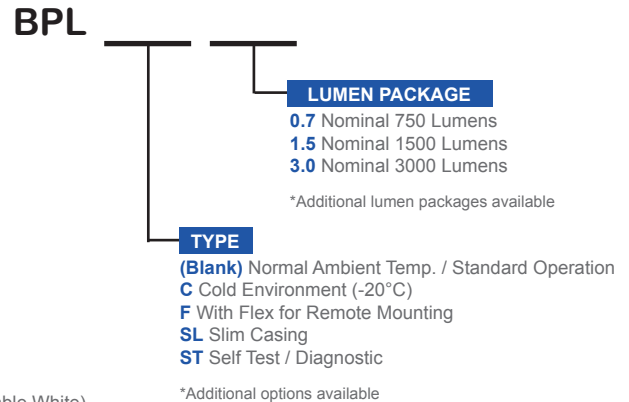 BPL
LUMEN PACKAGE
0.7 Nominal 750 Lumens
1.5 Nominal 1500 Lumens
3.0 Nominal 3000 Lumens
*Additional lumen packages available
TYPE
(Blank) Normal Ambient Temp. / Standard Operation
C Cold Environment (-20°C)
F With Flex for Remote Mounting
SL Slim Casing
ST Self Test / Diagnostic
*Additional options available
White)